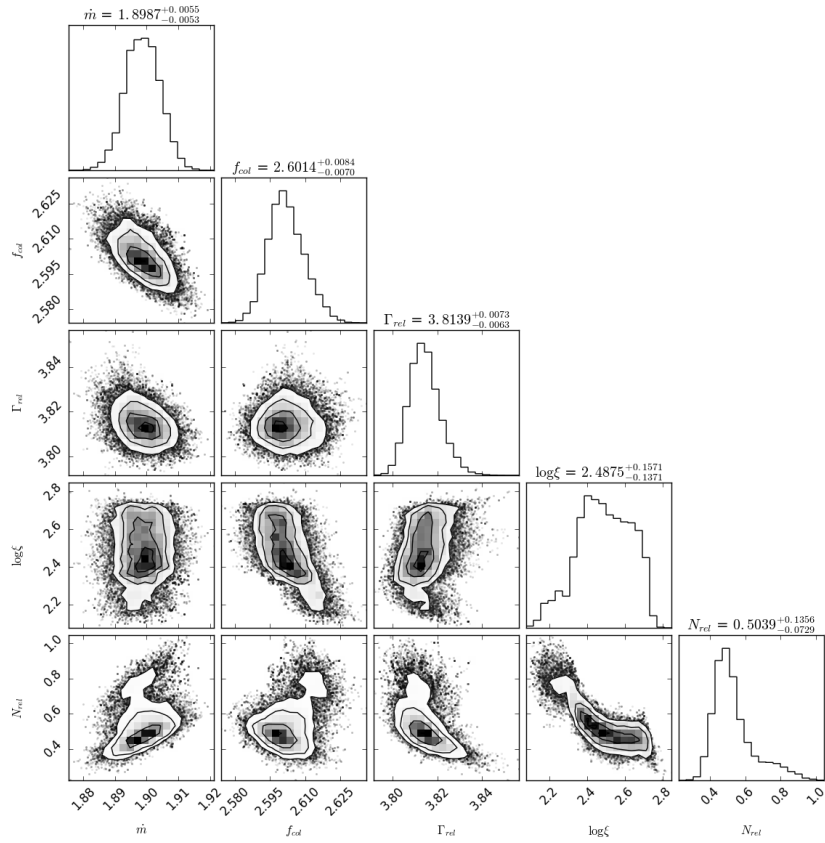 ṁ = 1.8987 +0.0055 −0.0053
f_col = 2.6014 +0.0084 −0.0070
2.625
2.610
2.595
2.580
f_col
Γ_rel = 3.8139 +0.0073 −0.0063
3.84
3.82
3.80
Γ_rel
logξ = 2.4875 +0.1571 −0.1371
2.8
2.6
2.4
2.2
logξ
N_rel = 0.5039 +0.1356 −0.0729
1.0
0.8
0.6
0.4
N_rel
1.88 1.89 1.90 1.91 1.92 2.580 2.595 2.610 2.625 3.80 3.82 3.84 2.2 2.4 2.6 2.8 0.4 0.6 0.8 1.0
ṁ f_col Γ_rel logξ N_rel